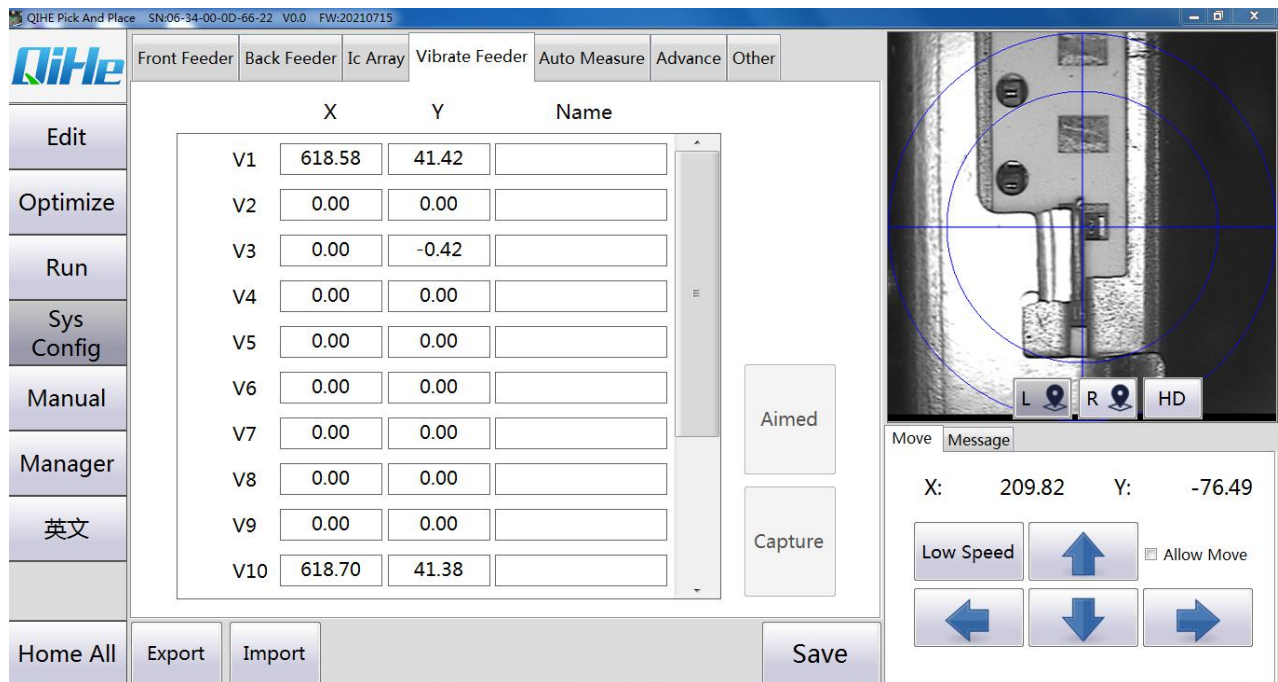 QIHE Pick And Place SN:06-34-00-0D-66-22 V0.0 FW:20210715
QiHe
Edit
Optimize
Run
Sys
Config
Manual
Manager
英文
Home All
Front Feeder Back Feeder Ic Array Vibrate Feeder Auto Measure Advance Other
X Y Name
V1 618.58 41.42
V2 0.00 0.00
V3 0.00 -0.42
V4 0.00 0.00
V5 0.00 0.00
V6 0.00 0.00
V7 0.00 0.00
V8 0.00 0.00
V9 0.00 0.00
V10 618.70 41.38
Aimed
Capture
Export Import Save
L R HD
Move Message
X: 209.82 Y: -76.49
Low Speed Allow Move